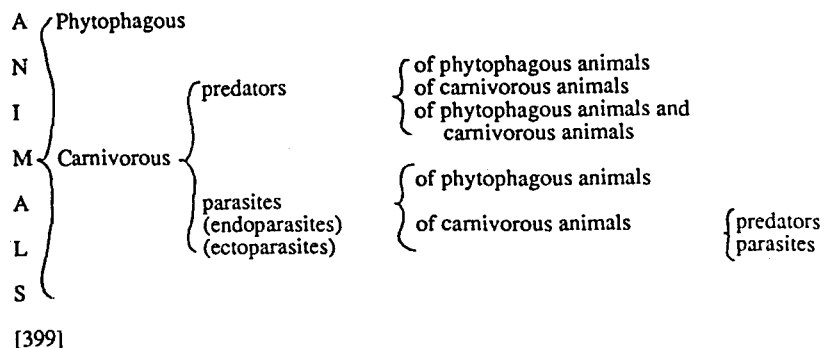 A Phytophagous
N of phytophagous animals
predators of carnivorous animals
I of phytophagous animals and
carnivorous animals
M Carnivorous
of phytophagous animals
A parasites
(endoparasites) of carnivorous animals predators
L (ectoparasites) parasites
S
[399]